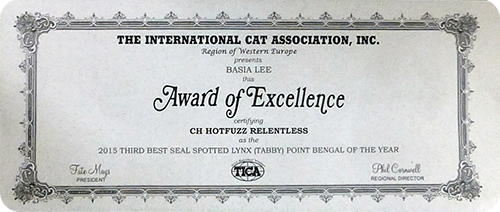 THE INTERNATIONAL CAT ASSOCIATION, INC.
Region of Western Europe
presents
BASIA LEE
this
Award of Excellence
certifying
CH HOTFUZZ RELENTLESS
as the
2015 THIRD BEST SEAL SPOTTED LYNX (TABBY) POINT BENGAL OF THE YEAR
Fate Mays
PRESIDENT
TICA
Phil Cornwell
REGIONAL DIRECTOR